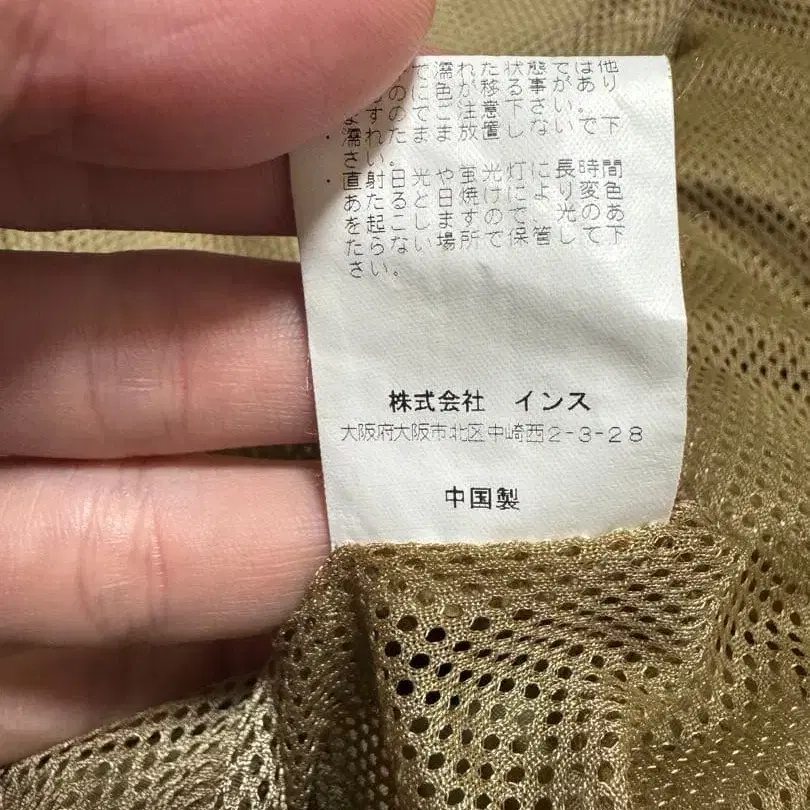 で濡れた状態では他
のに色が移る事があり
ますのでご注意下さい。
・濡れたまま放置しないで下
さい。
・直射日光や蛍光灯に長時間
あたると日焼けにより変色
を起こしますので、光のあ
たらない場所で保管して下
さい。
株式会社 インス
大阪府大阪市北区中崎西2-3-28
中国製